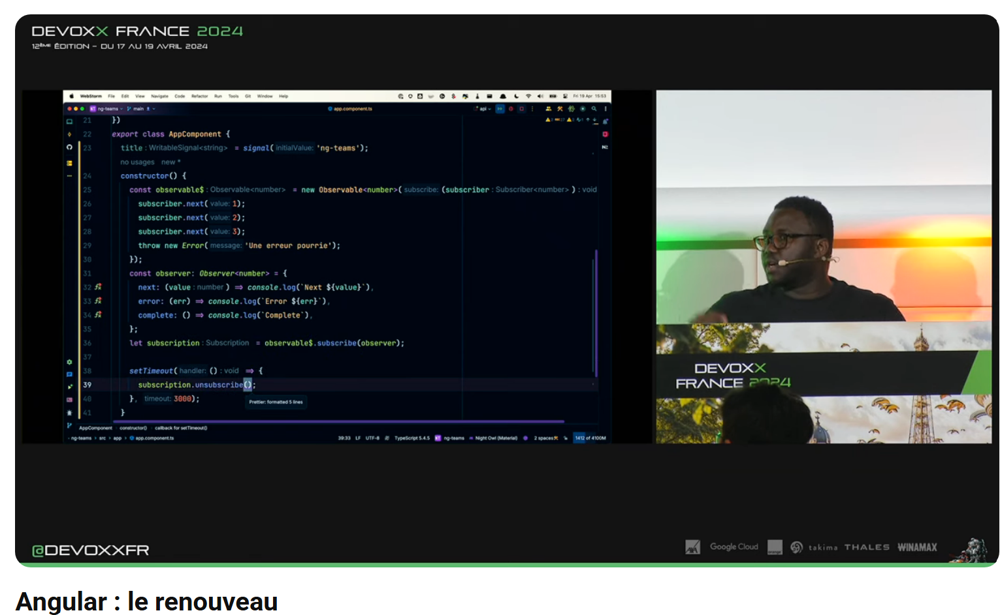 DEVOXX FRANCE 2024
12ÈME ÉDITION - DU 17 AU 19 AVRIL 2024
WebStorm File Edit View Navigate Code Refactor Run Tools Git Window Help Fri 19 Apr 15:53
NT ng-teams main app.component.ts api
21 })
22 export class AppComponent {
23 title : WritableSignal<string> = signal( initialValue: 'ng-teams');
no usages new *
24 constructor() {
25 const observable$ : Observable<number> = new Observable<number>( subscribe: (subscriber : Subscriber<number> ) : void
26 subscriber.next( value: 1);
27 subscriber.next( value: 2);
28 subscriber.next( value: 3);
29 throw new Error( message: 'Une erreur pourrie');
30 });
31 const observer: Observer<number> = {
32 next: (value : number ) => console.log(`Next ${value}`),
33 error: (err) => console.log(`Error ${err}`),
34 complete: () => console.log(`Complete`),
35 };
36 let subscription : Subscription = observable$.subscribe(observer);
37
38 setTimeout( handler: () : void => {
39 subscription.unsubscribe();
40 }, timeout: 3000);
Prettier: formatted 5 lines
41 }
AppComponent constructor() callback for setTimeout()
ng-teams > src > app > app.component.ts 39:33 LF UTF-8 TypeScript 5.4.5 NT ng-teams Night Owl (Material) 2 spaces 1412 of 4100M
DEVOXX
FRANCE 2024
@DEVOXXFR
Google Cloud orange takima THALES WINAMAX
Angular : le renouveau